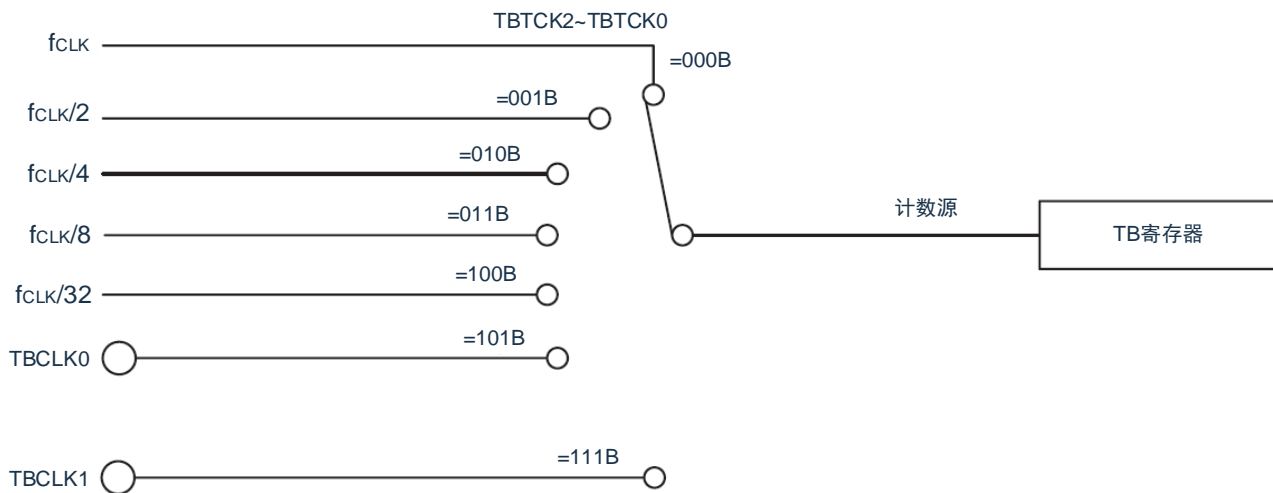 TBTCK2~TBTCK0
fCLK
=000B
fCLK/2
=001B
fCLK/4
=010B
fCLK/8
=011B
计数源
TB寄存器
fCLK/32
=100B
TBCLK0
=101B
TBCLK1
=111B